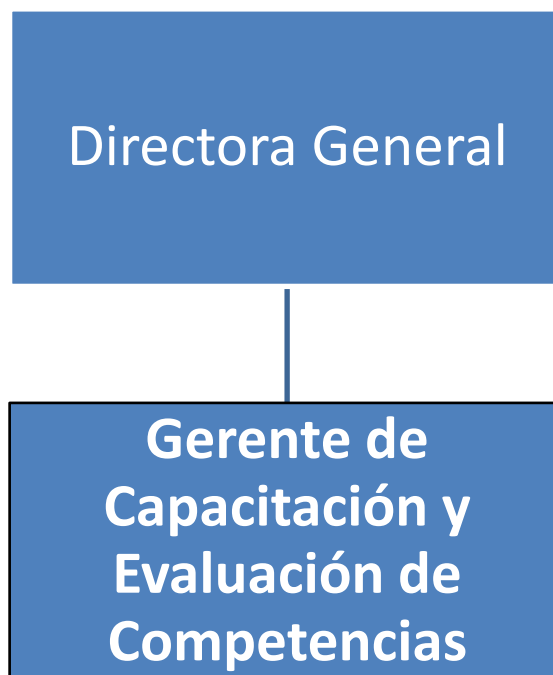 Directora General
Gerente de
Capacitación y
Evaluación de
Competencias